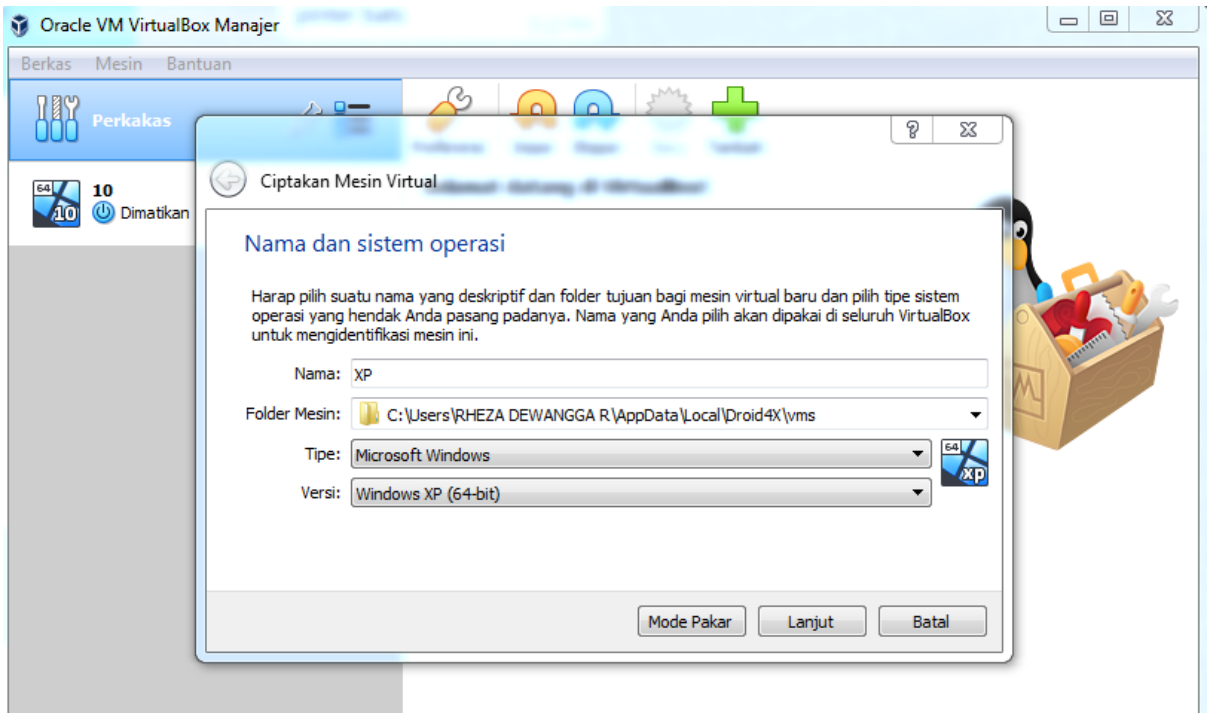 Oracle VM VirtualBox Manajer
Berkas Mesin Bantuan
Perkakas
64
10
10
Dimatikan
Ciptakan Mesin Virtual
Nama dan sistem operasi
Harap pilih suatu nama yang deskriptif dan folder tujuan bagi mesin virtual baru dan pilih tipe sistem
operasi yang hendak Anda pasang padanya. Nama yang Anda pilih akan dipakai di seluruh VirtualBox
untuk mengidentifikasi mesin ini.
Nama: XP
Folder Mesin: C:\Users\RHEZA DEWANGGA R\AppData\Local\Droid4X\vms
Tipe: Microsoft Windows
64
xp
Versi: Windows XP (64-bit)
Mode Pakar Lanjut Batal